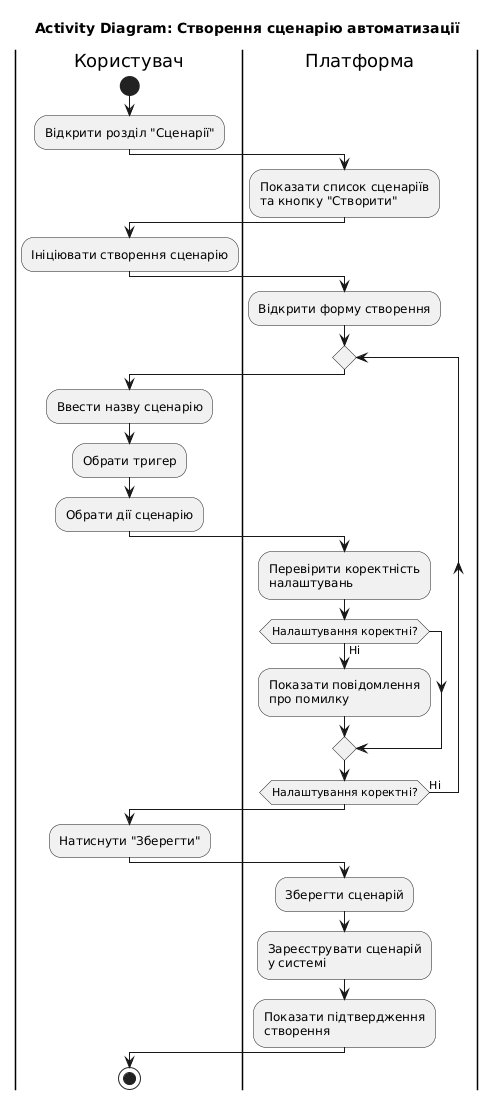 Activity Diagram: Створення сценарію автоматизації
Користувач
Платформа
Відкрити розділ "Сценарії"
Показати список сценаріїв
та кнопку "Створити"
Ініціювати створення сценарію
Відкрити форму створення
Ввести назву сценарію
Обрати тригер
Обрати дії сценарію
Перевірити коректність
налаштувань
Налаштування коректні?
Ні
Показати повідомлення
про помилку
Налаштування коректні?
Ні
Натиснути "Зберегти"
Зберегти сценарій
Зареєструвати сценарій
у системі
Показати підтвердження
створення